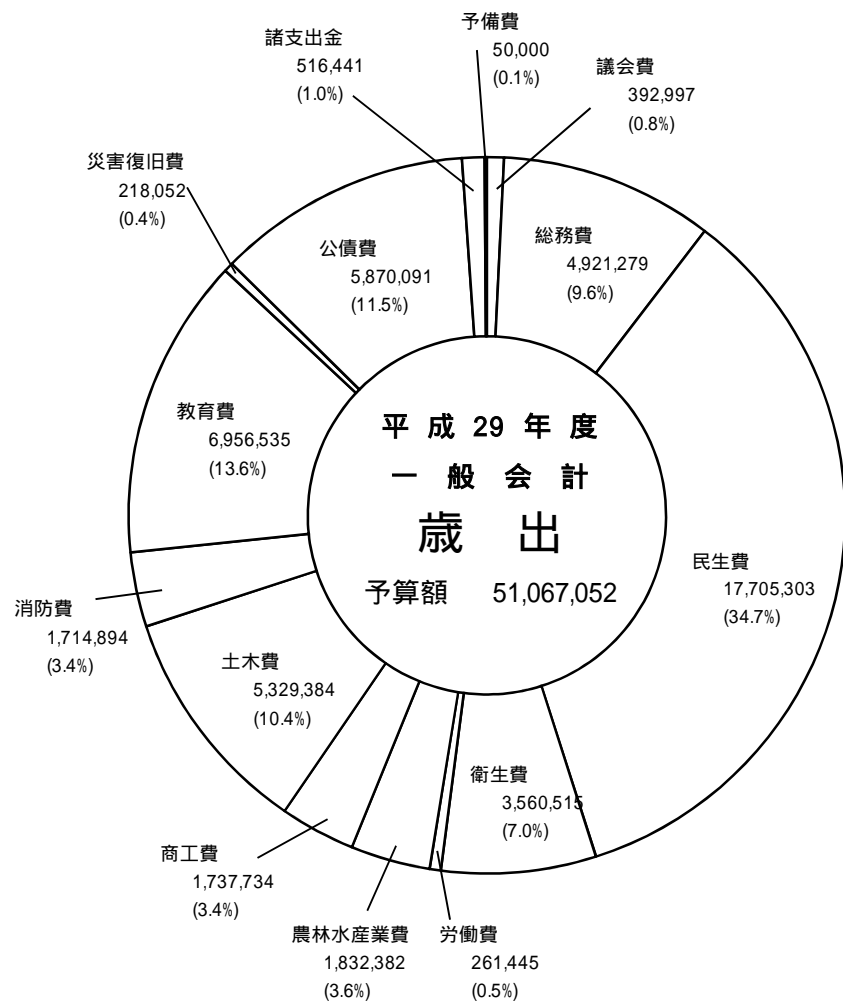 予備費
50,000
(0.1%)
議会費
392,997
(0.8%)
総務費
4,921,279
(9.6%)
民生費
17,705,303
(34.7%)
衛生費
3,560,515
(7.0%)
労働費
261,445
(0.5%)
農林水産業費
1,832,382
(3.6%)
商工費
1,737,734
(3.4%)
土木費
5,329,384
(10.4%)
消防費
1,714,894
(3.4%)
教育費
6,956,535
(13.6%)
災害復旧費
218,052
(0.4%)
公債費
5,870,091
(11.5%)
諸支出金
516,441
(1.0%)
平成29年度
一般会計
歳出
予算額 51,067,052